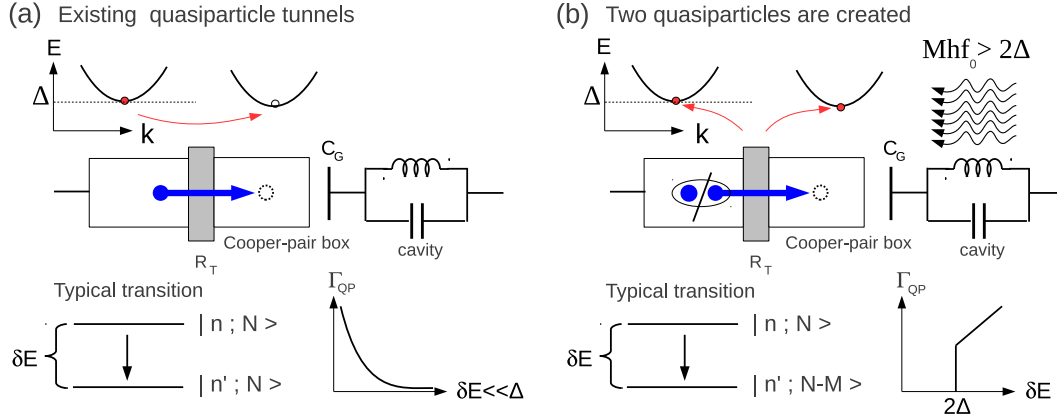 (a) Existing quasiparticle tunnels
E
Δ
k
C_G
Cooper-pair box
cavity
R_T
Typical transition
Γ_QP
| n ; N >
δE
| n' ; N >
δE<<Δ
(b) Two quasiparticles are created
E
Mhf_0 > 2Δ
Δ
k
C_G
Cooper-pair box
cavity
R_T
Typical transition
Γ_QP
| n ; N >
δE
| n' ; N-M >
2Δ
δE